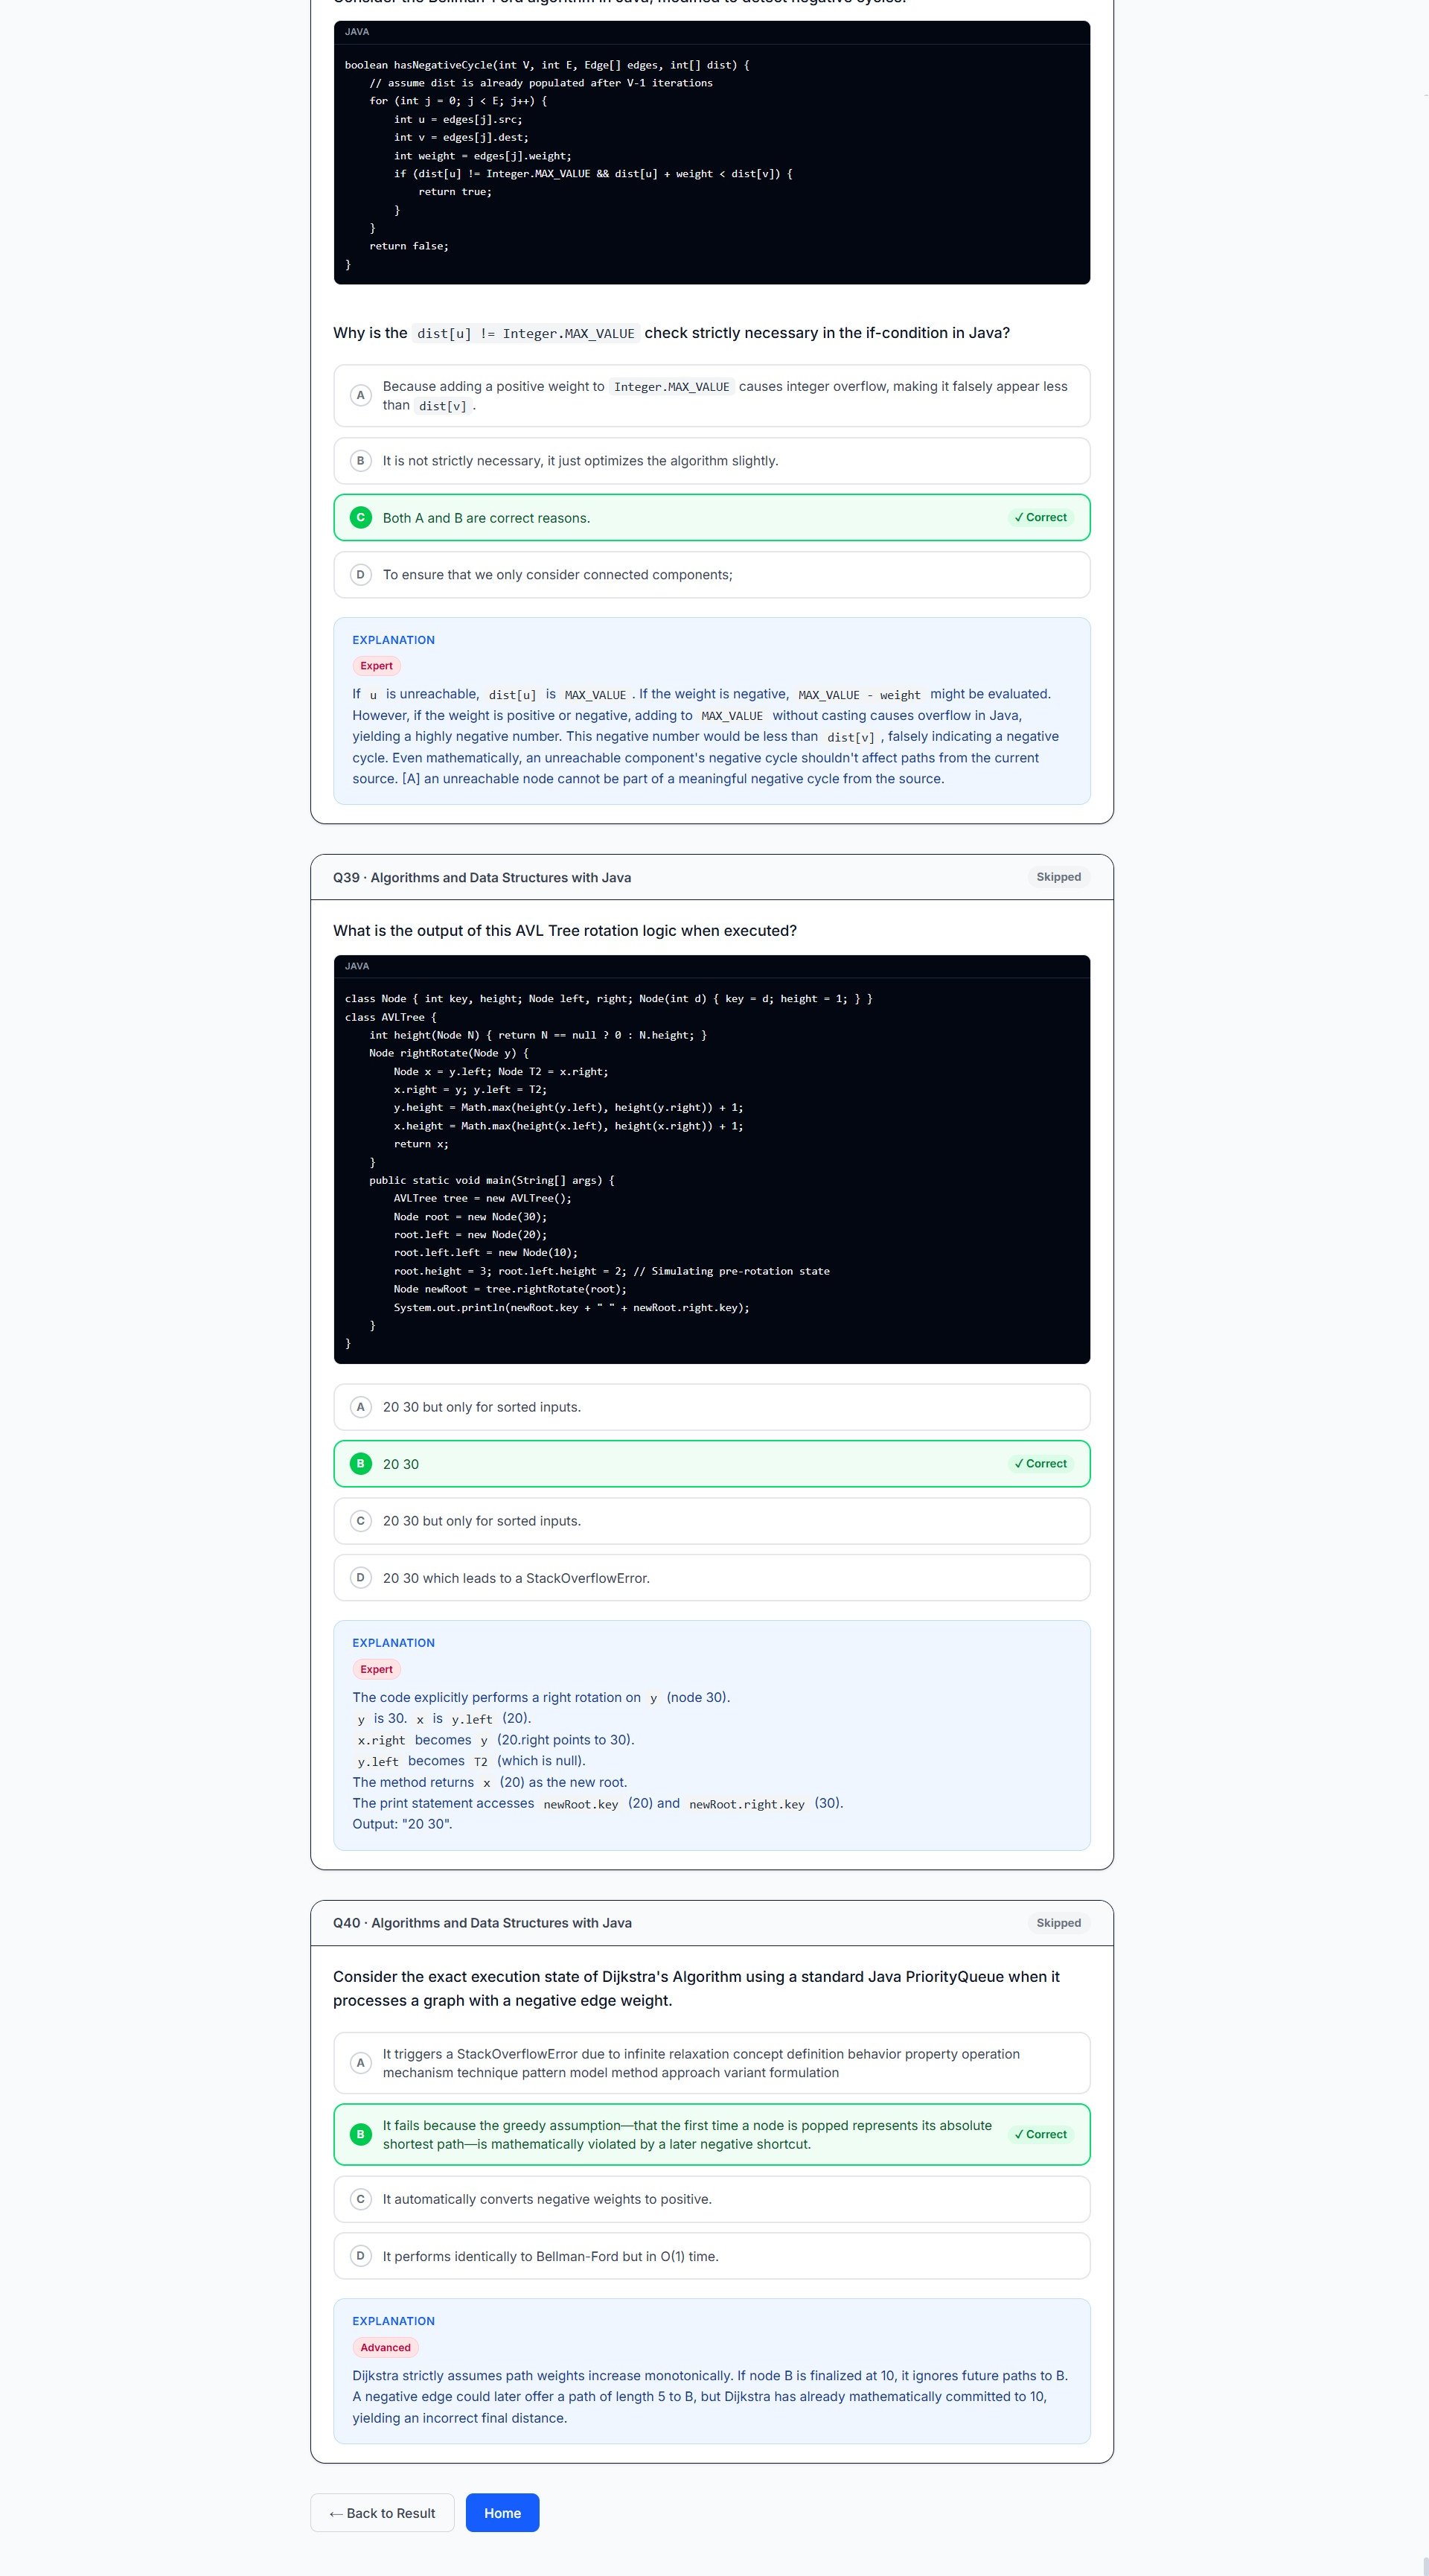 Consider the Bellman-Ford algorithm in Java, modified to detect negative cycles.
JAVA
boolean hasNegativeCycle(int V, int E, Edge[] edges, int[] dist) {
    // assume dist is already populated after V-1 iterations
    for (int j = 0; j < E; j++) {
        int u = edges[j].src;
        int v = edges[j].dest;
        int weight = edges[j].weight;
        if (dist[u] != Integer.MAX_VALUE && dist[u] + weight < dist[v]) {
            return true;
        }
    }
    return false;
}
Why is the dist[u] != Integer.MAX_VALUE check strictly necessary in the if-condition in Java?
A Because adding a positive weight to Integer.MAX_VALUE causes integer overflow, making it falsely appear less
than dist[v] .
B It is not strictly necessary, it just optimizes the algorithm slightly.
C Both A and B are correct reasons. ✓ Correct
D To ensure that we only consider connected components;
EXPLANATION
Expert
If u is unreachable, dist[u] is MAX_VALUE . If the weight is negative, MAX_VALUE - weight might be evaluated.
However, if the weight is positive or negative, adding to MAX_VALUE without casting causes overflow in Java,
yielding a highly negative number. This negative number would be less than dist[v] , falsely indicating a negative
cycle. Even mathematically, an unreachable component's negative cycle shouldn't affect paths from the current
source. [A] an unreachable node cannot be part of a meaningful negative cycle from the source.
Q39 · Algorithms and Data Structures with Java Skipped
What is the output of this AVL Tree rotation logic when executed?
JAVA
class Node { int key, height; Node left, right; Node(int d) { key = d; height = 1; } }
class AVLTree {
    int height(Node N) { return N == null ? 0 : N.height; }
    Node rightRotate(Node y) {
        Node x = y.left; Node T2 = x.right;
        x.right = y; y.left = T2;
        y.height = Math.max(height(y.left), height(y.right)) + 1;
        x.height = Math.max(height(x.left), height(x.right)) + 1;
        return x;
    }
    public static void main(String[] args) {
        AVLTree tree = new AVLTree();
        Node root = new Node(30);
        root.left = new Node(20);
        root.left.left = new Node(10);
        root.height = 3; root.left.height = 2; // Simulating pre-rotation state
        Node newRoot = tree.rightRotate(root);
        System.out.println(newRoot.key + " " + newRoot.right.key);
    }
}
A 20 30 but only for sorted inputs.
B 20 30 ✓ Correct
C 20 30 but only for sorted inputs.
D 20 30 which leads to a StackOverflowError.
EXPLANATION
Expert
The code explicitly performs a right rotation on y (node 30).
y is 30. x is y.left (20).
x.right becomes y (20.right points to 30).
y.left becomes T2 (which is null).
The method returns x (20) as the new root.
The print statement accesses newRoot.key (20) and newRoot.right.key (30).
Output: "20 30".
Q40 · Algorithms and Data Structures with Java Skipped
Consider the exact execution state of Dijkstra's Algorithm using a standard Java PriorityQueue when it
processes a graph with a negative edge weight.
A It triggers a StackOverflowError due to infinite relaxation concept definition behavior property operation
mechanism technique pattern model method approach variant formulation
B It fails because the greedy assumption—that the first time a node is popped represents its absolute
shortest path—is mathematically violated by a later negative shortcut. ✓ Correct
C It automatically converts negative weights to positive.
D It performs identically to Bellman-Ford but in O(1) time.
EXPLANATION
Advanced
Dijkstra strictly assumes path weights increase monotonically. If node B is finalized at 10, it ignores future paths to B.
A negative edge could later offer a path of length 5 to B, but Dijkstra has already mathematically committed to 10,
yielding an incorrect final distance.
← Back to Result Home